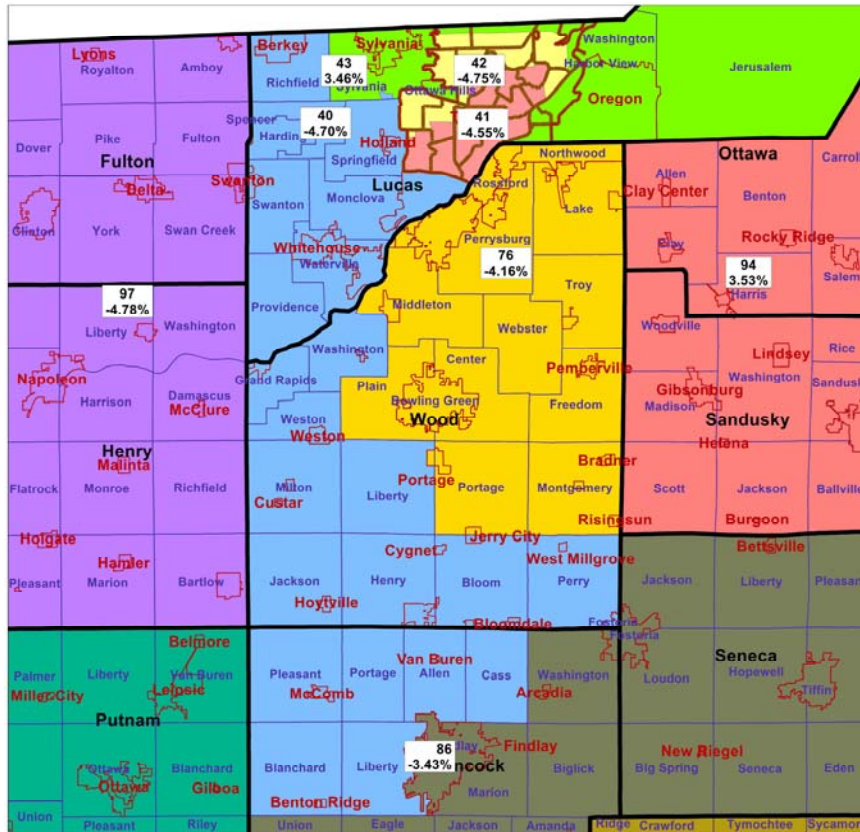 Lyons
Royalton
Amboy
Berkey
Richfield
43
3.46%
Sylvania
Sylvania
42
-4.75%
Ottawa Hills
Washington
Harbor View
Jerusalem
Oregon
Dover
Pike
Fulton
Fulton
Spencer
Harding
40
-4.70%
Springfield
Holland
41
-4.55%
Northwood
Ottawa
Carroll
Clinton
Delta
York
Swan Creek
Swanton
Swanton
Lucas
Monclova
Rossford
Lake
Allen
Clay Center
Benton
Whitehouse
Waterville
Perrysburg
76
-4.16%
Clay
Rocky Ridge
94
3.53%
Harris
Salem
97
-4.78%
Liberty
Washington
Providence
Middleton
Troy
Webster
Woodville
Napoleon
Harrison
Damascus
McClure
Washington
Grand Rapids
Plain
Center
Pemberville
Lindsey
Rice
Washington
Sandusky
Gibsonburg
Madison
Bowling Green
Wood
Freedom
Weston
Weston
Sandusky
Helena
Henry
Malinta
Flatrock
Monroe
Richfield
Milton
Custar
Liberty
Portage
Portage
Bradner
Montgomery
Scott
Jackson
Ballville
Holgate
Hamler
Pleasant
Marion
Bartlow
Risingsun
Burgoon
Jerry City
Cygnet
West Millgrove
Bettsville
Jackson
Henry
Bloom
Perry
Jackson
Liberty
Pleasant
Hoytville
Bloomdale
Fostoria
Fostoria
Belmore
Palmer
Liberty
Van Buren
Miller City
Leipsic
Putnam
Pleasant
Portage
Allen
Van Buren
Cass
Washington
McComb
Arcadia
Seneca
Loudon
Hopewell
Tiffin
Ottawa
Ottawa
Blanchard
Gilboa
Blanchard
Liberty
86
-3.43%
Findlay
Marion
Biglick
New Riegel
Big Spring
Seneca
Eden
Benton Ridge
Union
Pleasant
Riley
Union
Eagle
Jackson
Amanda
Ridge
Crawford
Tymochtee